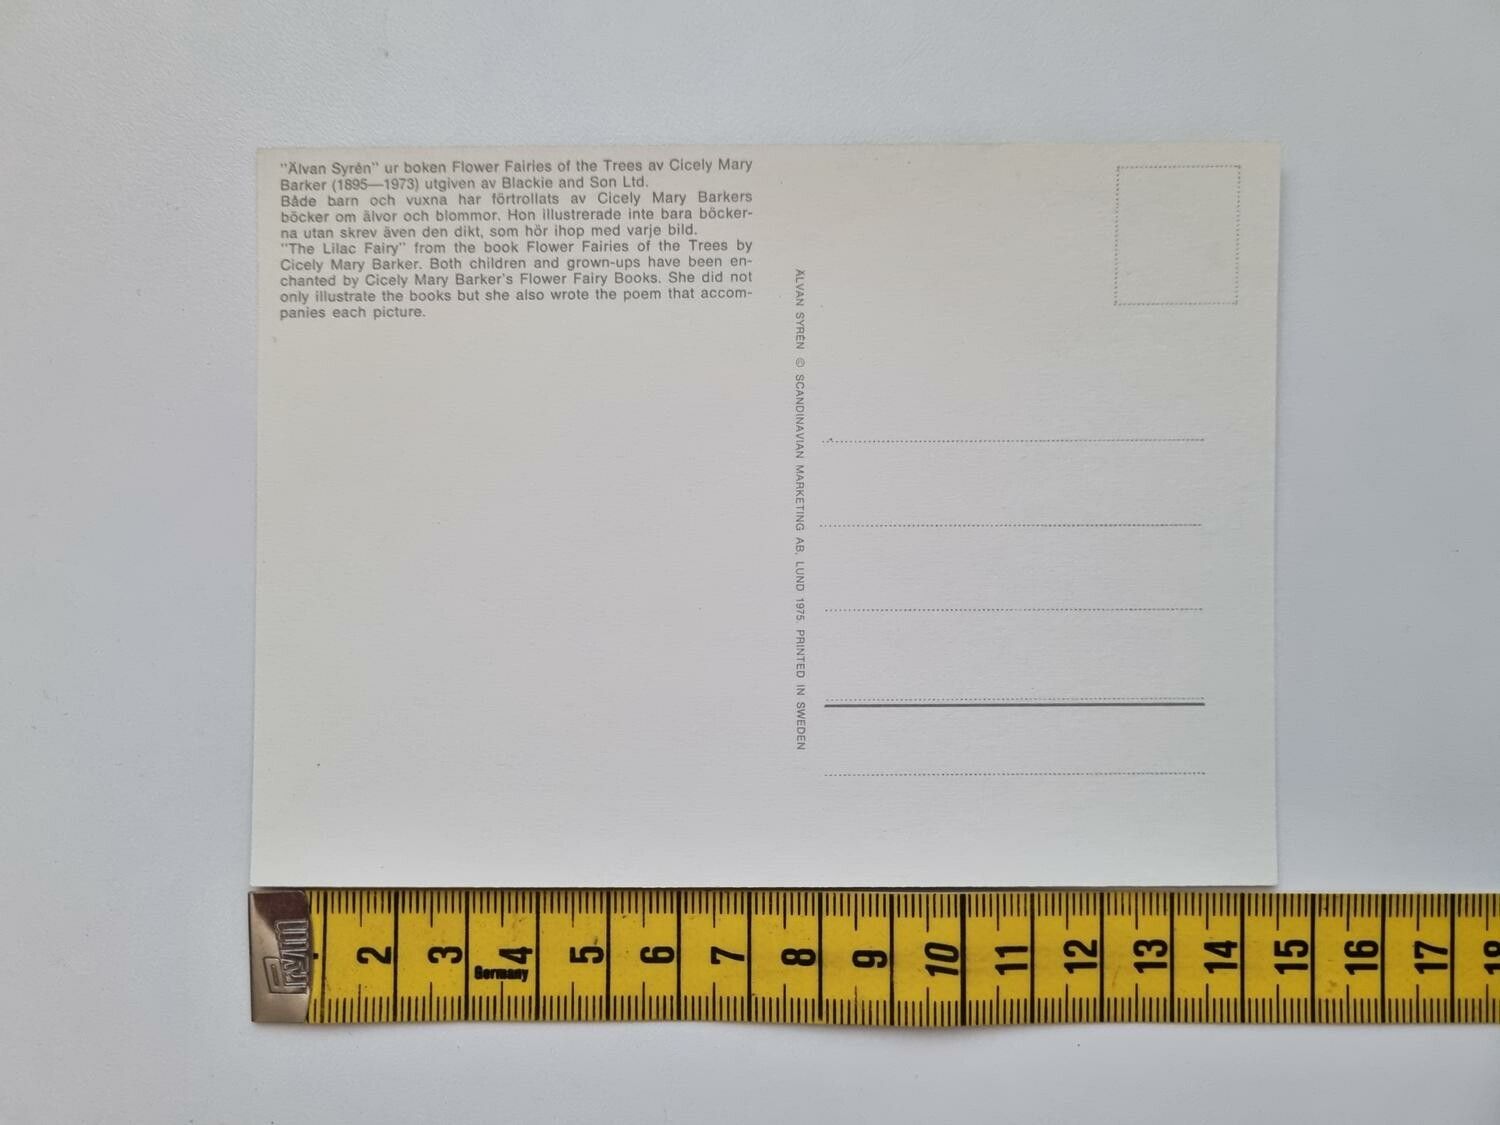 "Älvan Syrén" ur boken Flower Fairies of the Trees av Cicely Mary
Barker (1895—1973) utgiven av Blackie and Son Ltd.
Både barn och vuxna har förtrollats av Cicely Mary Barkers
böcker om älvor och blommor. Hon illustrerade inte bara böcker-
na utan skrev även den dikt, som hör ihop med varje bild.
"The Lilac Fairy" from the book Flower Fairies of the Trees by
Cicely Mary Barker. Both children and grown-ups have been en-
chanted by Cicely Mary Barker's Flower Fairy Books. She did not
only illustrate the books but she also wrote the poem that accom-
panies each picture.
ÄLVAN SYRÉN © SCANDINAVIAN MARKETING AB, LUND 1975 PRINTED IN SWEDEN
Prym
2 3 4 5 6 7 8 9 10 11 12 13 14 15 16 17 18
Germany